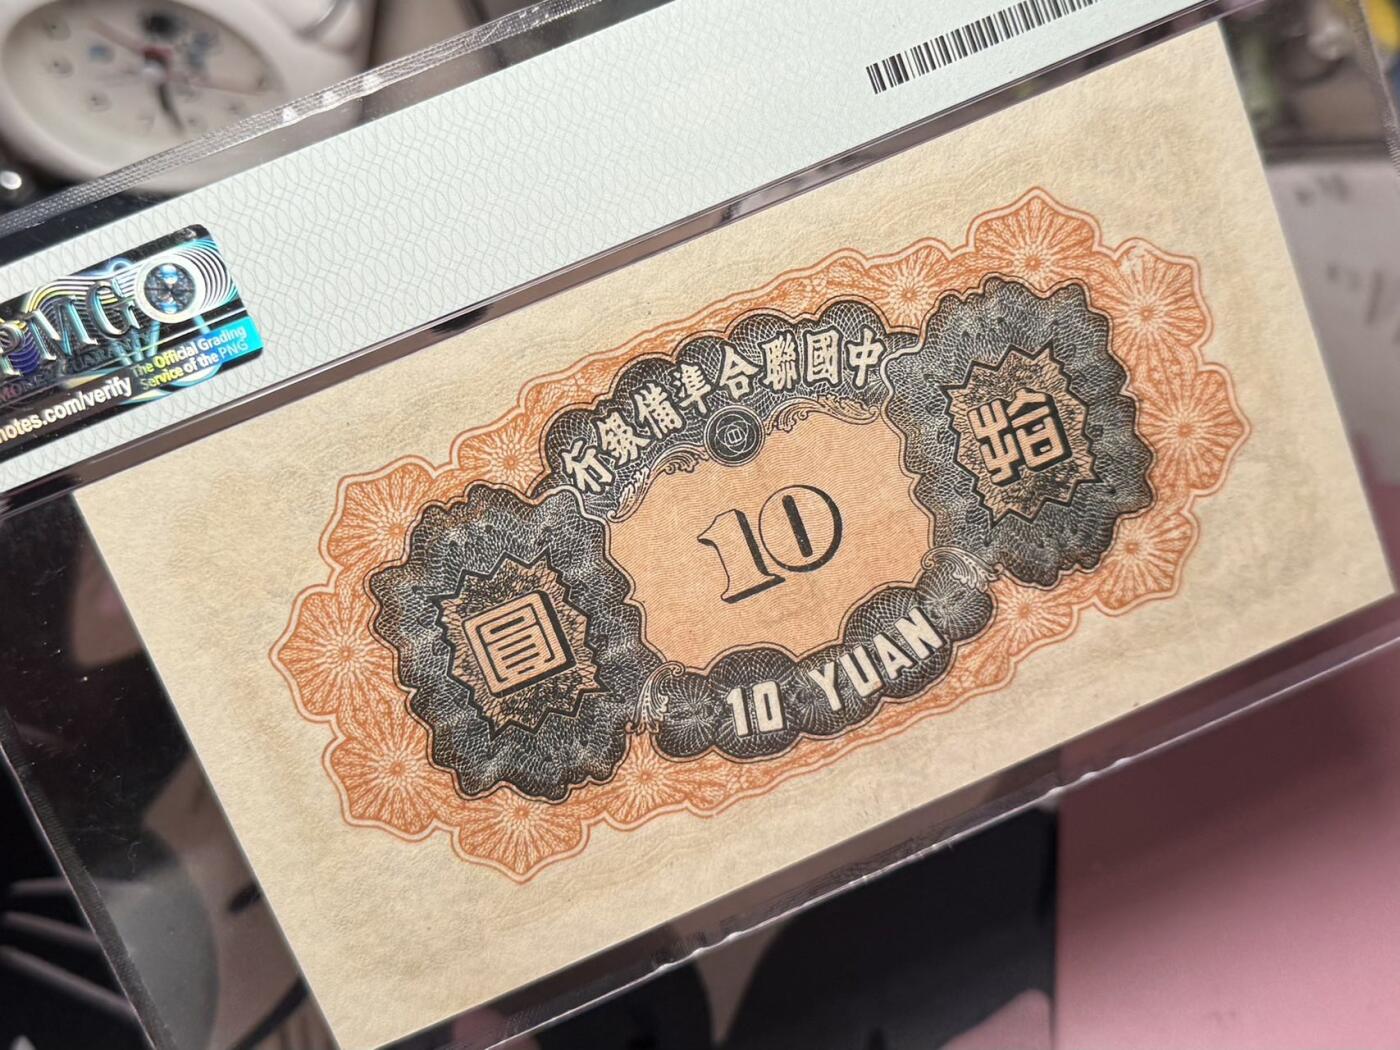 PMG
The Official Grading
Service of the PNG
notes.com/verify
中國聯合準備銀行
拾
10
圓
10 YUAN